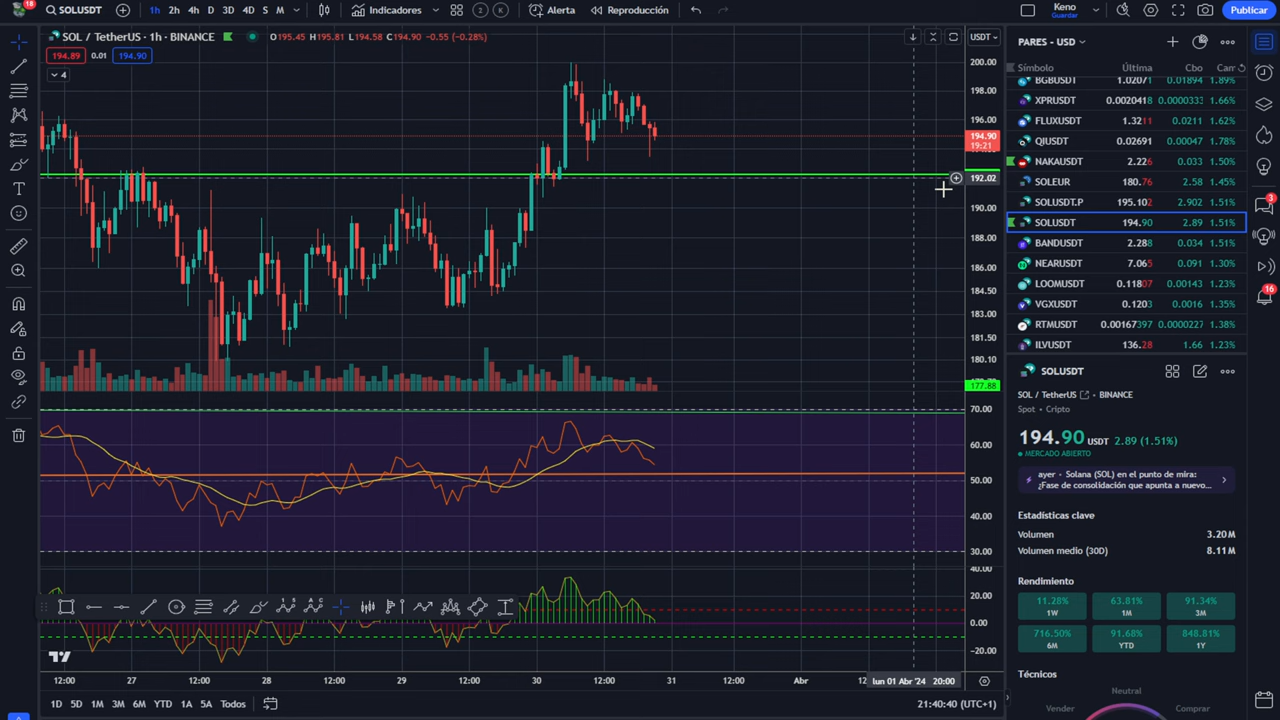 18
SOLUSDT
1h 2h 4h D 3D 4D S M
Indicadores
2 K
Alerta
Reproducción
Keno
Guardar
Publicar
SOL / TetherUS · 1h · BINANCE O195.45 H195.81 L194.58 C194.90 -0.55 (-0.28%)
USDT
194.89 0.01 194.90
4
200.00
198.00
196.00
194.90
19:21
192.02
190.00
188.00
186.00
184.50
183.00
181.50
180.10
177.88
70.00
60.00
50.00
40.00
30.00
40.00
20.00
0.00
-20.00
12:00 27 12:00 28 12:00 29 12:00 30 12:00 31 12:00 Abr lun 01 Abr '24 20:00
1D 5D 1M 3M 6M YTD 1A 5A Todos
21:40:40 (UTC+1)
PARES - USD
Símbolo Última Cbo
BGBUSDT 1.02071 0.01894 1.89%
XPRUSDT 0.0020418 0.0000333 1.66%
FLUXUSDT 1.3211 0.0211 1.62%
QIUSDT 0.02691 0.00047 1.78%
NAKAUSDT 2.226 0.033 1.50%
SOLEUR 180.76 2.58 1.45%
SOLUSDT.P 195.102 2.902 1.51%
SOLUSDT 194.90 2.89 1.51%
BANDUSDT 2.288 0.034 1.51%
NEARUSDT 7.065 0.091 1.30%
LOOMUSDT 0.11807 0.00143 1.23%
VGXUSDT 0.1203 0.0016 1.35%
RTMUSDT 0.00167397 0.0000227 1.38%
ILVUSDT 136.28 1.66 1.23%
SOLUSDT
SOL / TetherUS · BINANCE
Spot · Cripto
194.90 USDT 2.89 (1.51%)
MERCADO ABIERTO
ayer · Solana (SOL) en el punto de mira:
¿Fase de consolidación que apunta a nuevo...
Estadísticas clave
Volumen 3.20M
Volumen medio (30D) 8.11M
Rendimiento
11.28% 63.81% 91.34%
1W 1M 3M
716.50% 91.68% 848.81%
6M YTD 1Y
Técnicos
Neutral
Vender Comprar
3
16